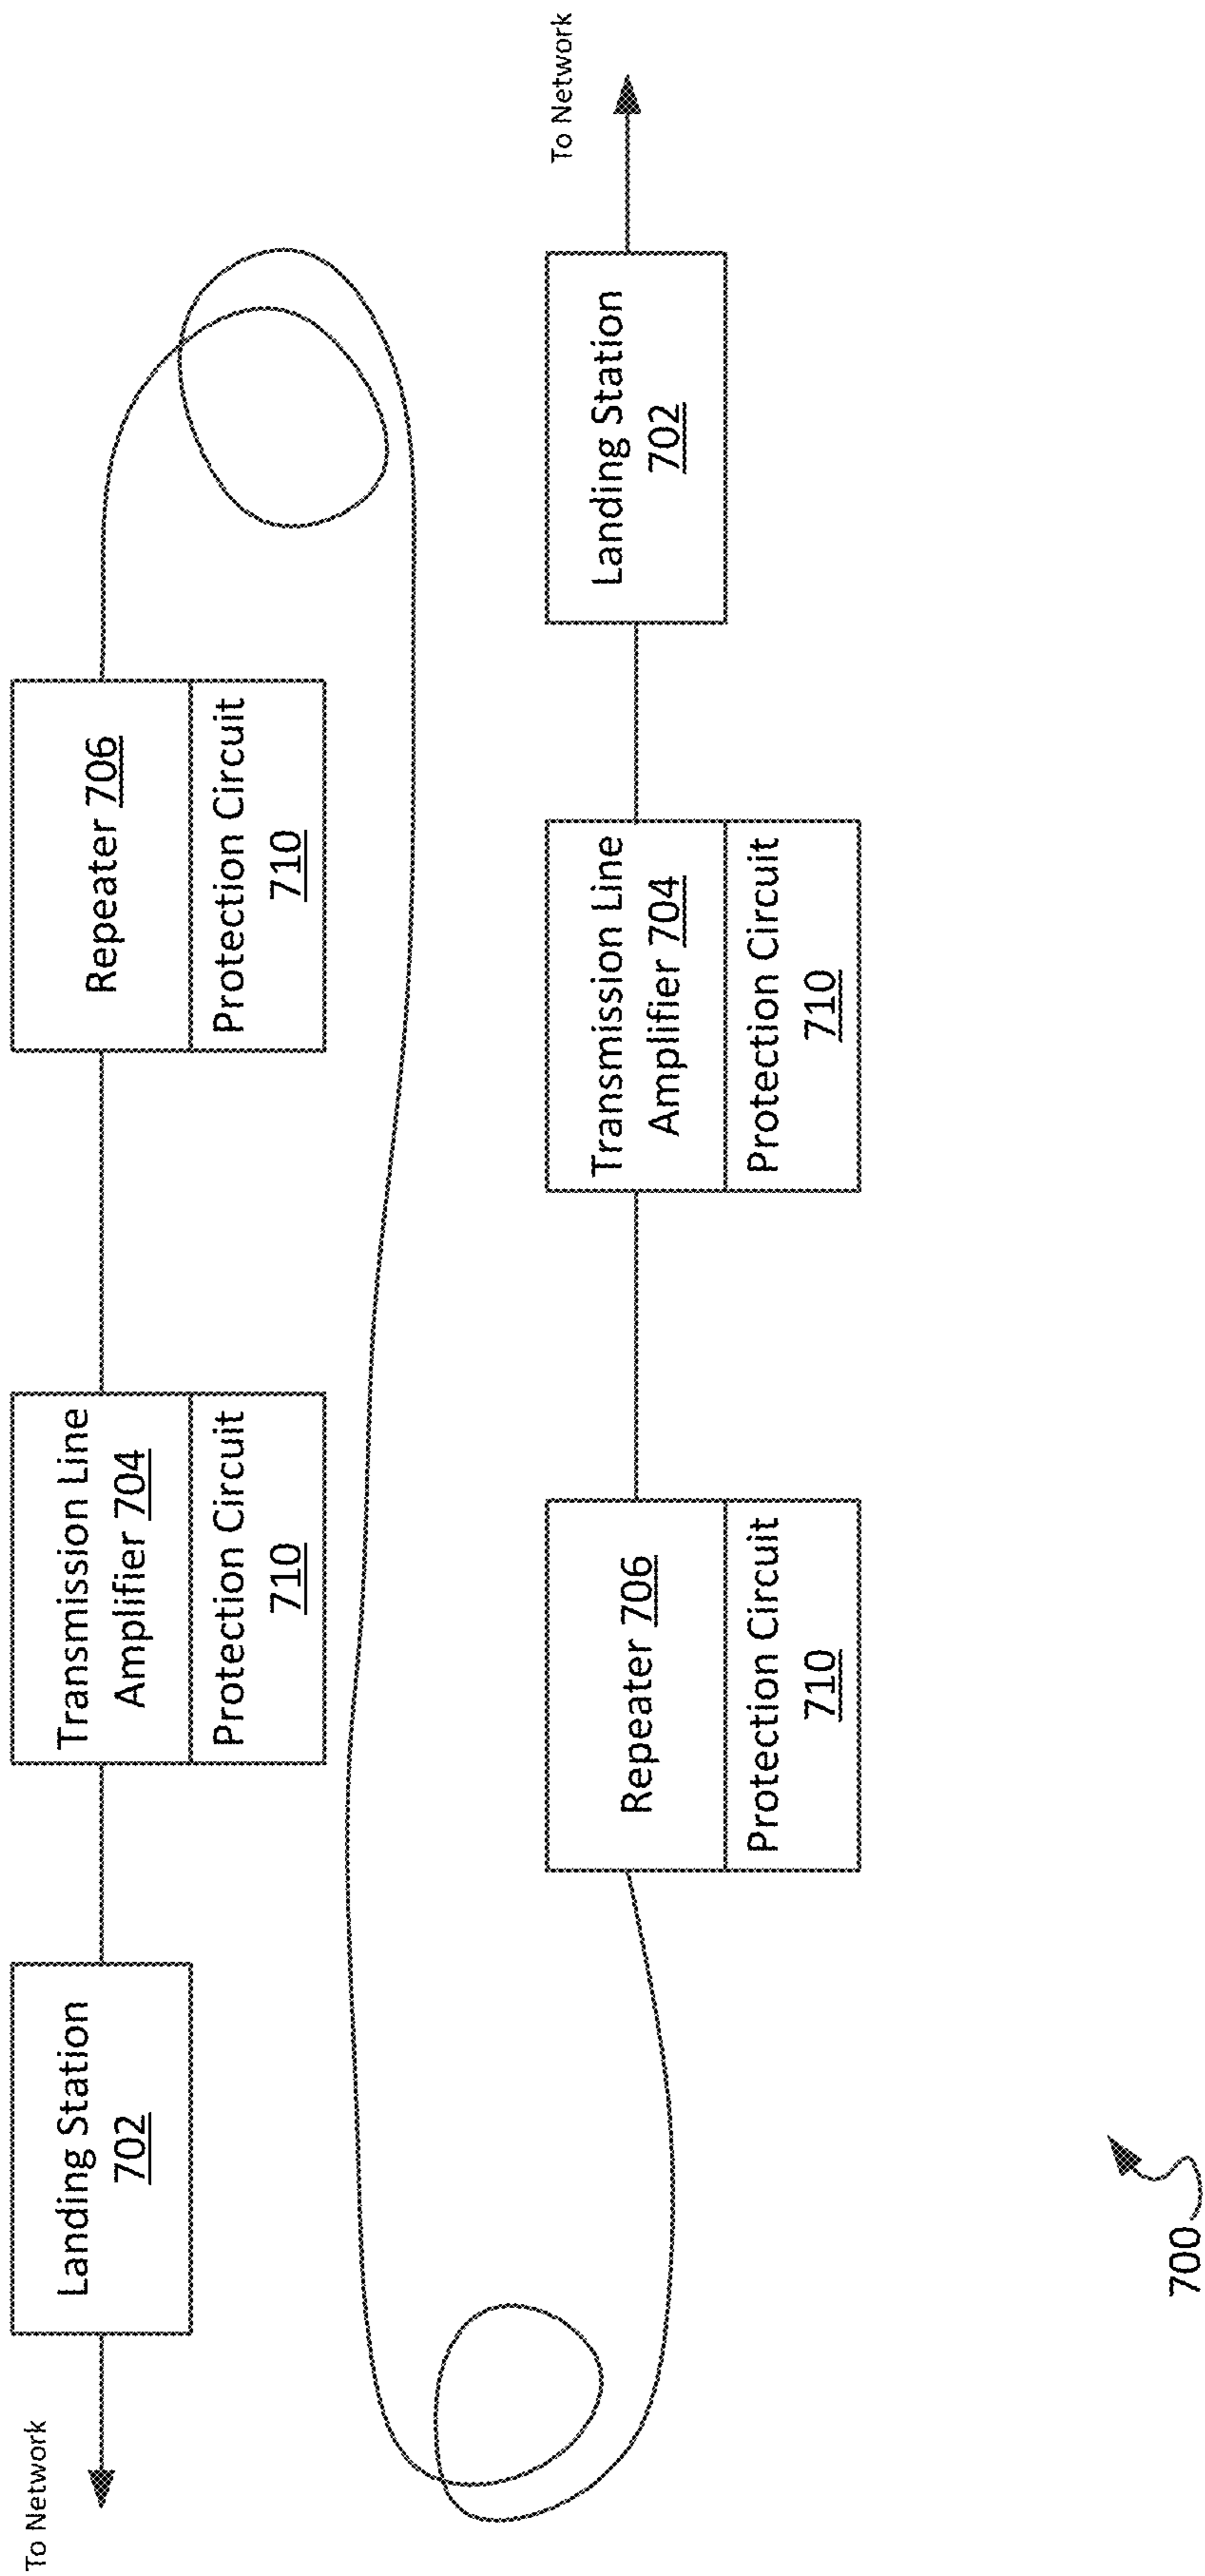 To Network
Landing Station
702
Transmission Line
Amplifier 704
Protection Circuit
710
Repeater 706
Protection Circuit
710
Repeater 706
Protection Circuit
710
Transmission Line
Amplifier 704
Protection Circuit
710
Landing Station
702
To Network
700